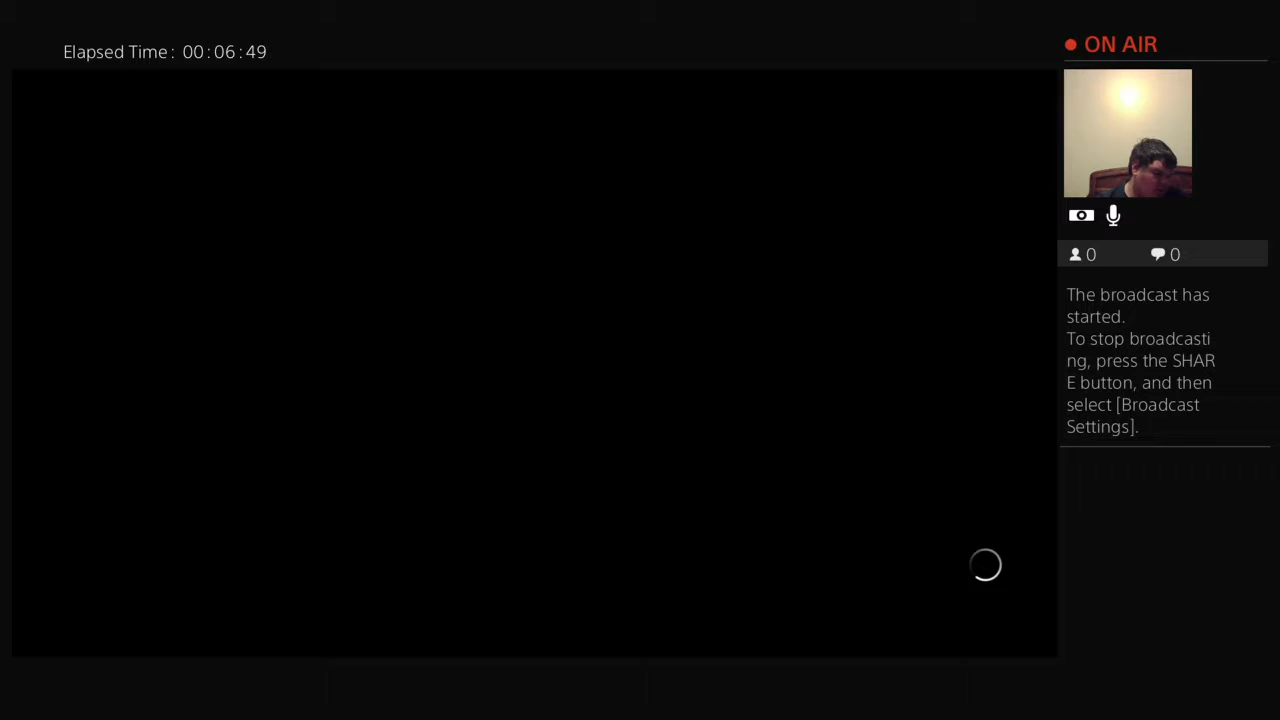 Elapsed Time: 00:06:49
ON AIR
0 0
The broadcast has
started.
To stop broadcasti
ng, press the SHAR
E button, and then
select [Broadcast
Settings].